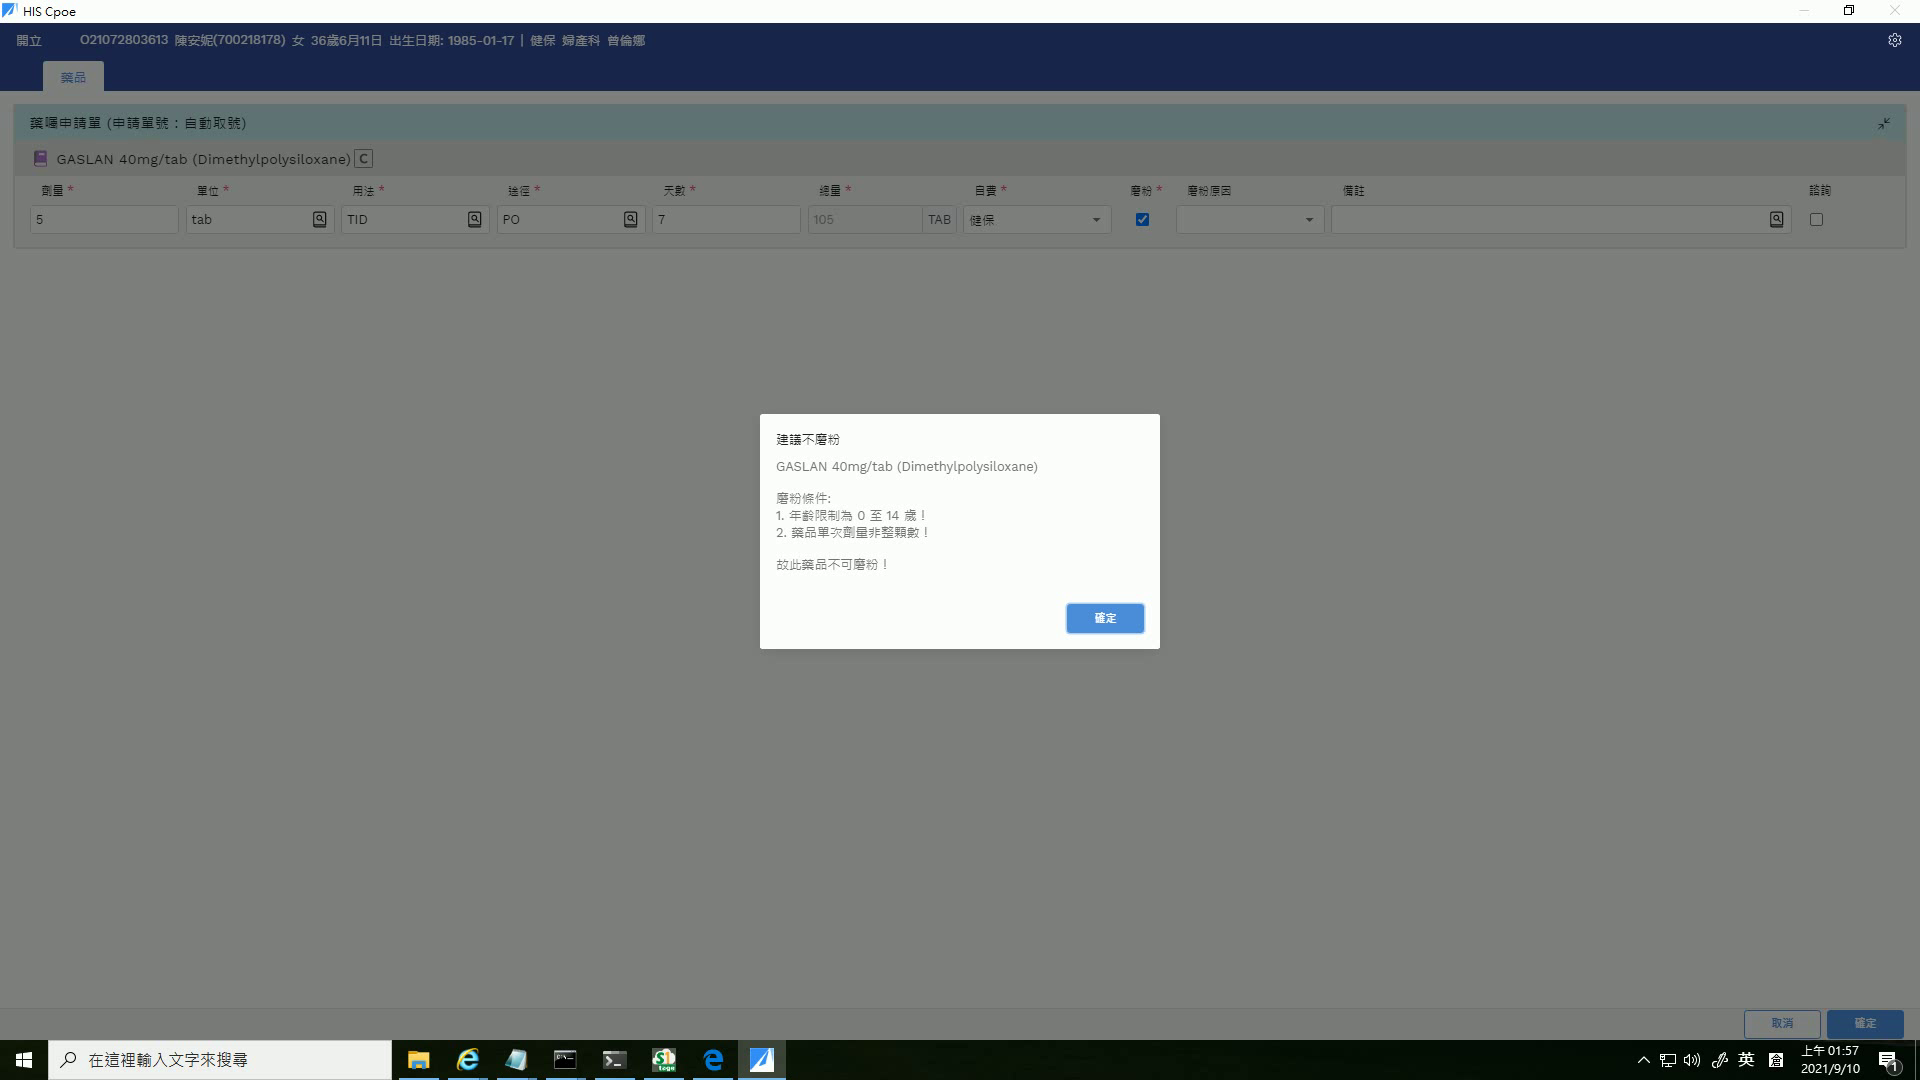 HIS Cpoe
開立 O21072803613 陳安妮(700218178) 女 36歲6月11日 出生日期: 1985-01-17 | 健保 婦產科 曾倫娜
藥品
藥囑申請單 (申請單號：自動取號)
GASLAN 40mg/tab (Dimethylpolysiloxane) C
劑量 * 單位 * 用法 * 途徑 * 天數 * 總量 * 自費 * 磨粉 * 磨粉原因 備註 諮詢
5 tab TID PO 7 105 TAB 健保
建議不磨粉
GASLAN 40mg/tab (Dimethylpolysiloxane)
磨粉條件:
1. 年齡限制為 0 至 14 歲！
2. 藥品單次劑量非整顆數！
故此藥品不可磨粉！
確定
取消 確定
在這裡輸入文字來搜尋
英
上午 01:57
2021/9/10
1